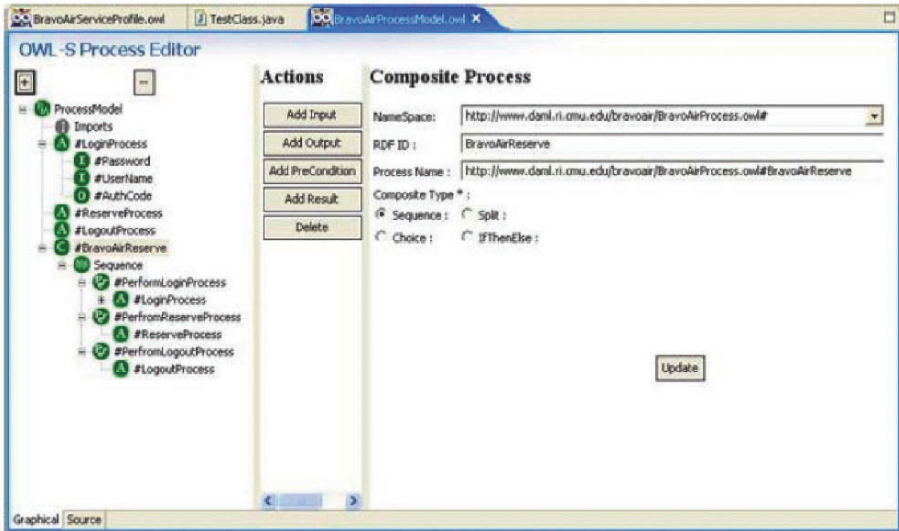 BravoAirServiceProfile.owl
TestClass.java
BravoAirProcessModel.owl
OWL-S Process Editor
ProcessModel
Imports
A #LoginProcess
I #Password
I #UserName
O #AuthCode
A #ReserveProcess
A #LogoutProcess
C #BravoAirReserve
Sequence
#PerformLoginProcess
A #LoginProcess
#PerfromReserveProcess
A #ReserveProcess
#PerfromLogoutProcess
A #LogoutProcess
Actions
Add Input
Add Output
Add PreCondition
Add Result
Delete
Composite Process
NameSpace: http://www.daml.ri.cmu.edu/bravoair/BravoAirProcess.owl#
RDF ID : BravoAirReserve
Process Name : http://www.daml.ri.cmu.edu/bravoair/BravoAirProcess.owl#BravoAirReserve
Composite Type * :
Sequence : Split :
Choice : IfThenElse :
Update
Graphical Source